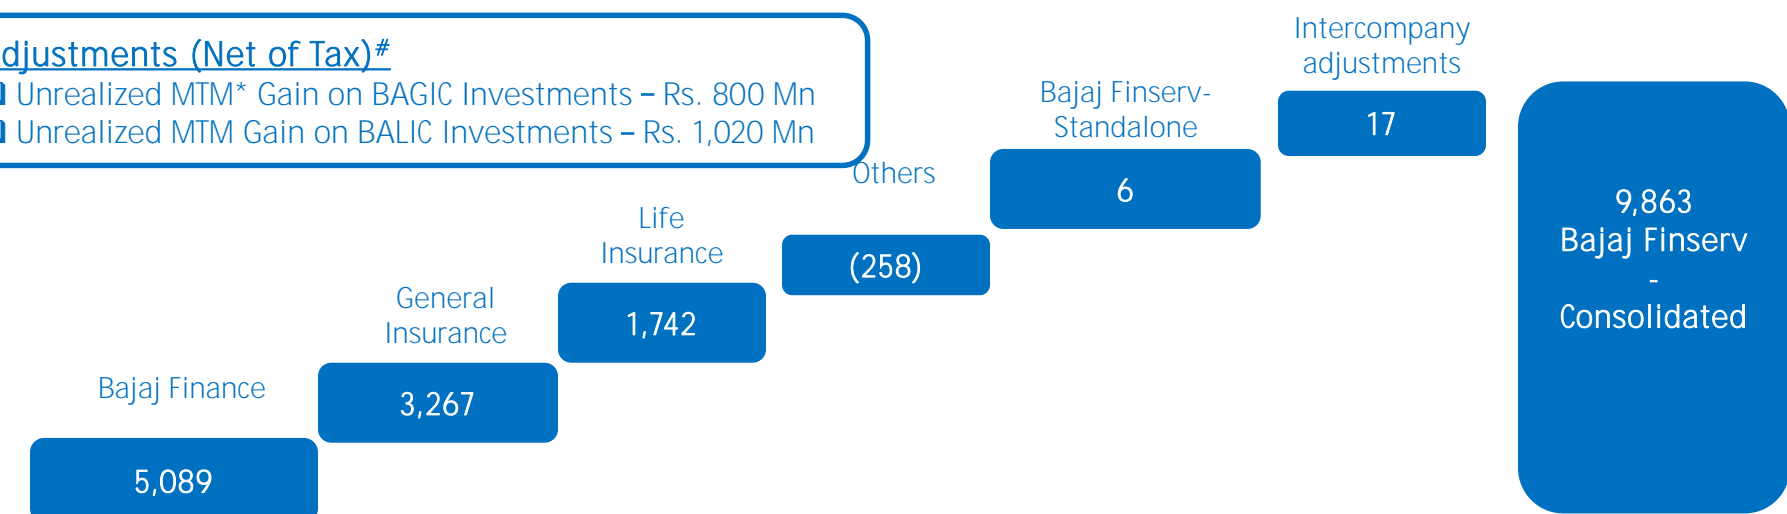 djustments (Net of Tax)#
Unrealized MTM* Gain on BAGIC Investments – Rs. 800 Mn
Unrealized MTM Gain on BALIC Investments – Rs. 1,020 Mn
Intercompany
adjustments
17
Bajaj Finserv-
Standalone
6
Others
(258)
Life
Insurance
1,742
General
Insurance
3,267
Bajaj Finance
5,089
9,863
Bajaj Finserv
-
Consolidated